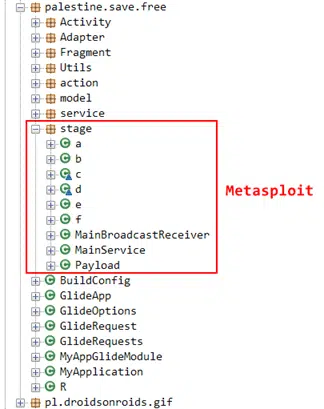 palestine.save.free
Activity
Adapter
Fragment
Utils
action
model
service
stage
a
b
c
d
e
f
MainBroadcastReceiver
MainService
Payload
Metasploit
BuildConfig
GlideApp
GlideOptions
GlideRequest
GlideRequests
MyAppGlideModule
MyApplication
R
pl.droidsonroids.gif